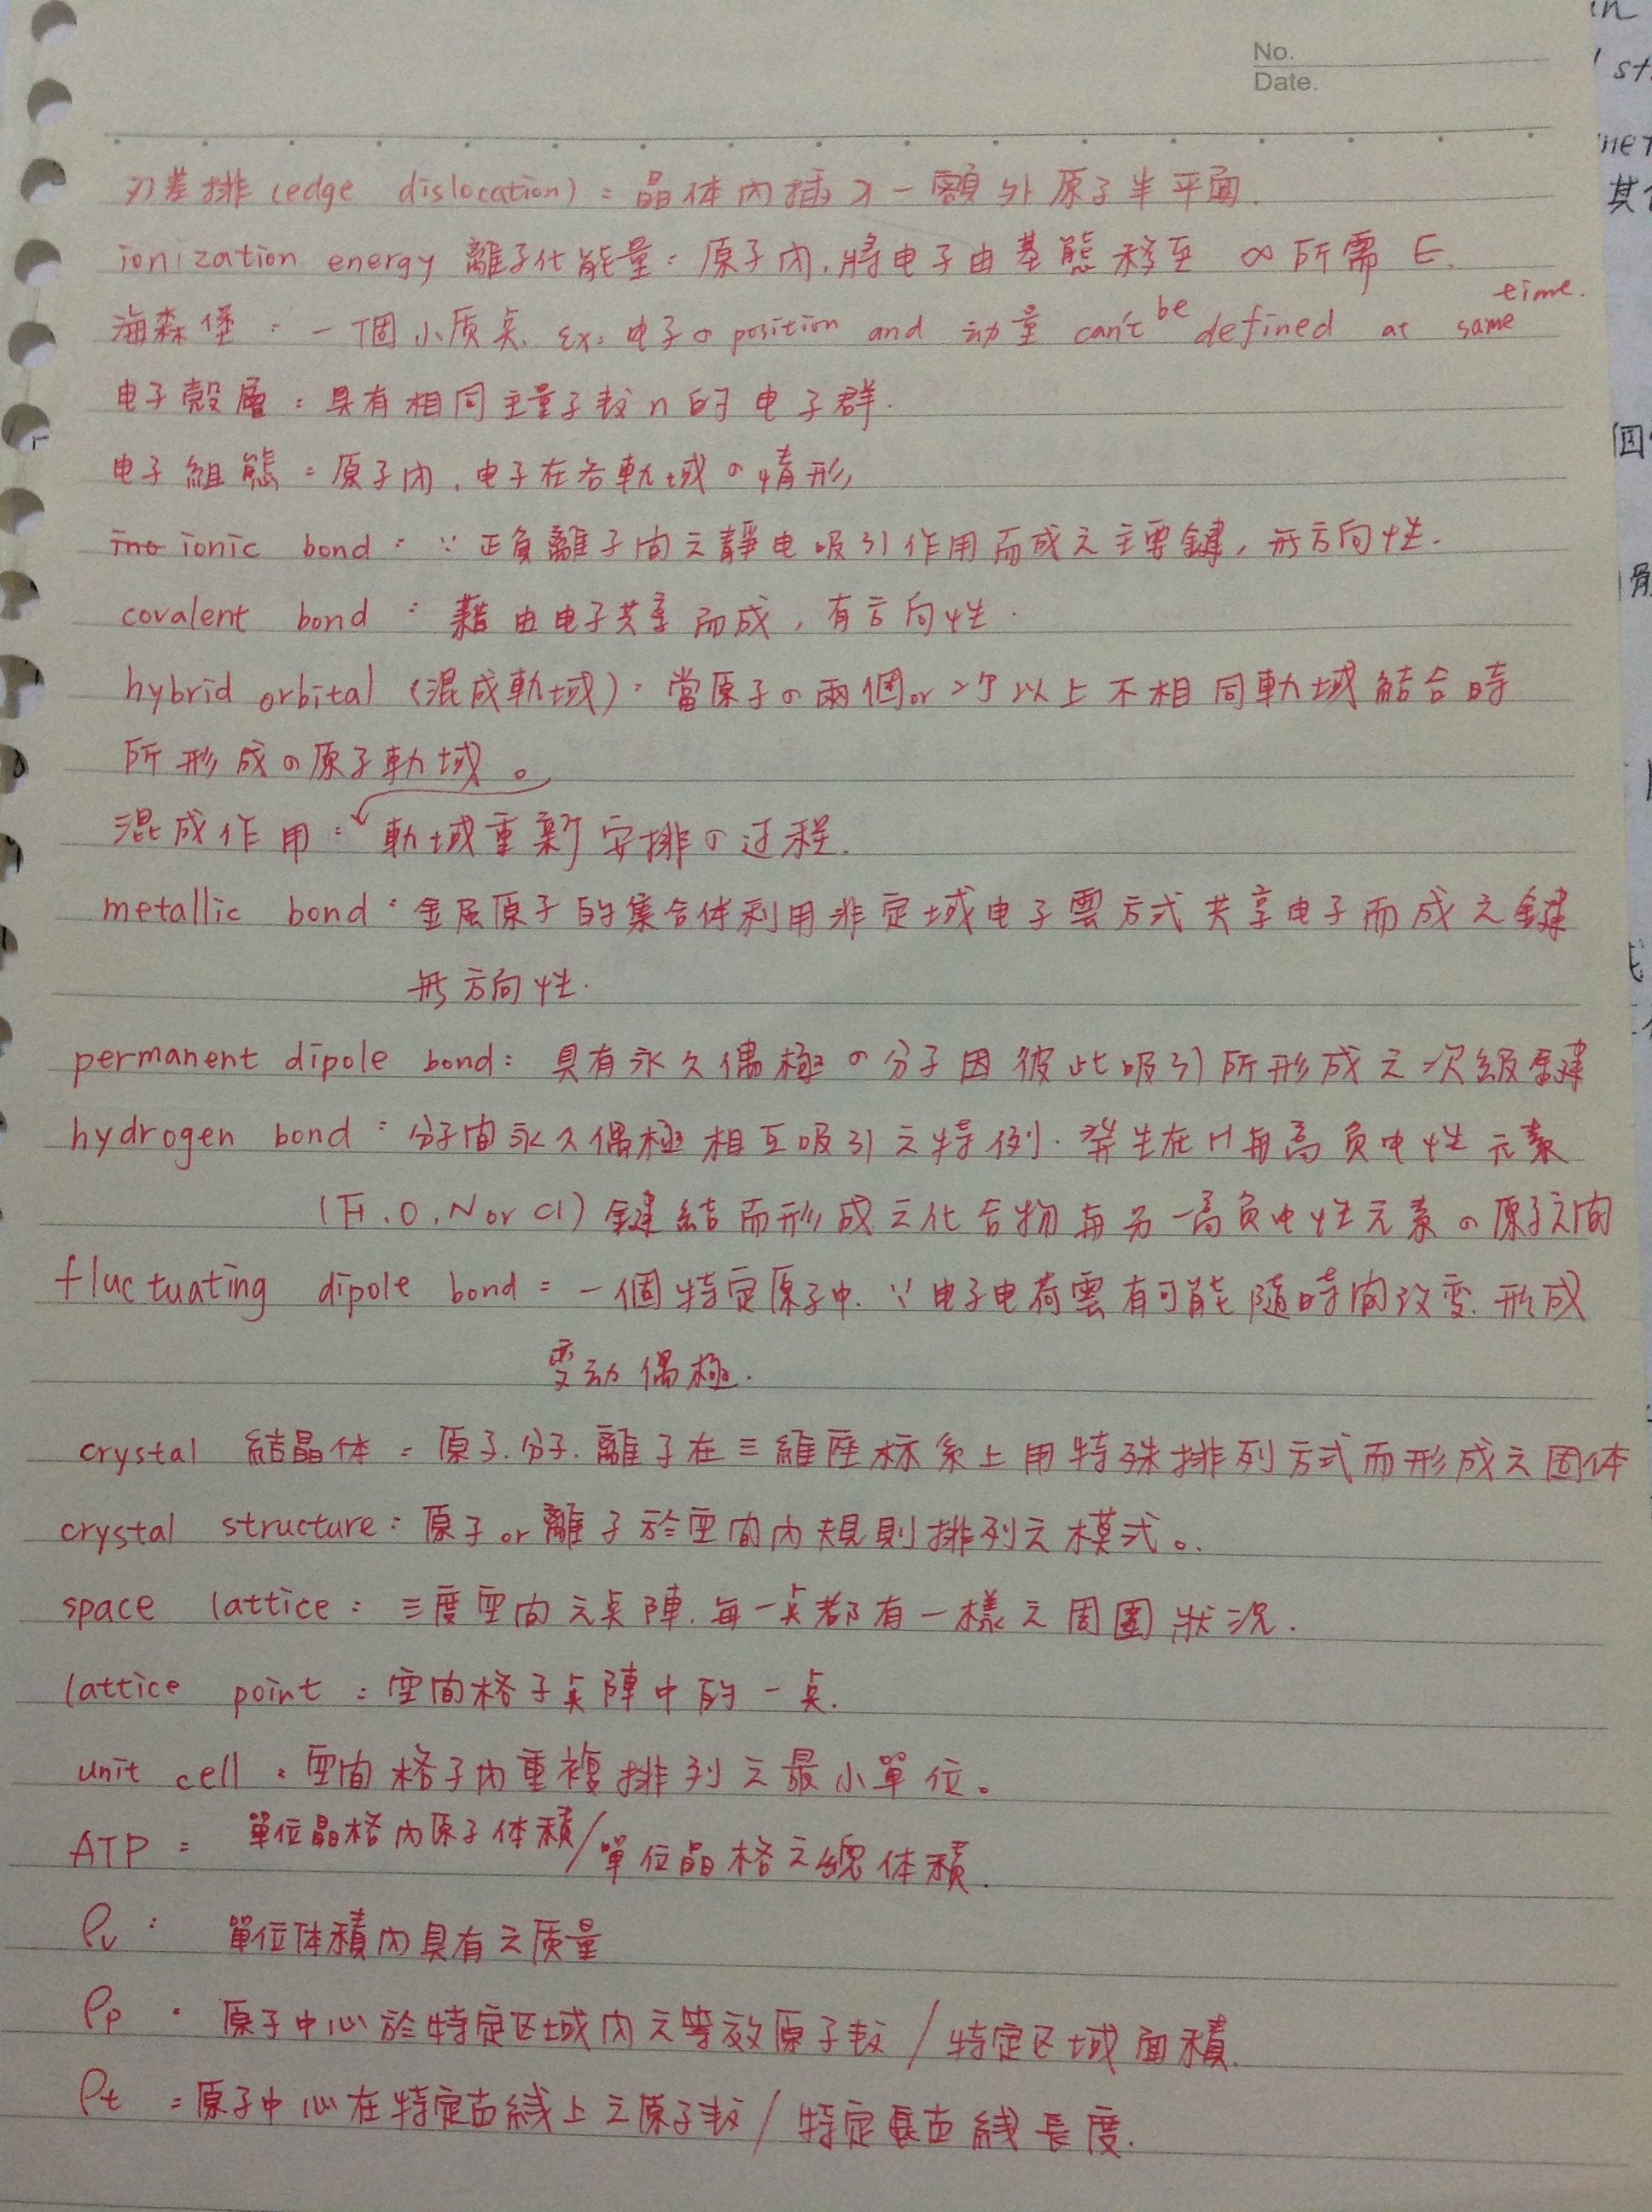 No.
Date.
刃差排 (edge dislocation): 晶体內插入一額外原子半平面.
ionization energy 離子化能量: 原子內,將电子由基態移至 ∞ 所需 E.
海森堡: 一個小质点. Ex: 电子の position and 动量 can't be defined at same time.
电子殼層: 具有相同主量子数 n 的电子群.
电子組態: 原子內,电子在各軌域の情形
ionic bond: ∵ 正負離子間之靜电吸引作用而成之主要鍵, 无方向性.
covalent bond: 藉由电子共享而成, 有方向性.
hybrid orbital (混成軌域): 當原子の兩個 or 2个以上不相同軌域結合時
所形成の原子軌域。
混成作用: 軌域重新安排の过程.
metallic bond: 金屬原子的集合体利用非定域电子雲方式共享电子而成之鍵
无方向性.
permanent dipole bond: 具有永久偶極の分子因彼此吸引所形成之次級鍵
hydrogen bond: 分子間永久偶極相互吸引之特例. 發生在H与高負电性元素
(F, O, N or Cl) 鍵結而形成之化合物与另一高負电性元素の原子之間
fluctuating dipole bond: 一個特定原子中. ∵ 电子电荷雲有可能隨時間改变. 形成
变动偶極.
crystal 結晶体: 原子.分子.離子在三維座标系上用特殊排列方式而形成之固体
crystal structure: 原子 or 離子於空間內規則排列之模式。
space lattice: 三度空間之点陣. 每一点都有一樣之周圍狀況.
lattice point: 空間格子点陣中的一点.
unit cell: 空間格子內重複排列之最小單位。
ATP: 單位晶格內原子体積/單位晶格之總体積.
ρv: 單位体積內具有之质量
ρp: 原子中心於特定区域內之等效原子数/特定区域面積.
ρt: 原子中心在特定直線上之原子数/特定直線長度.